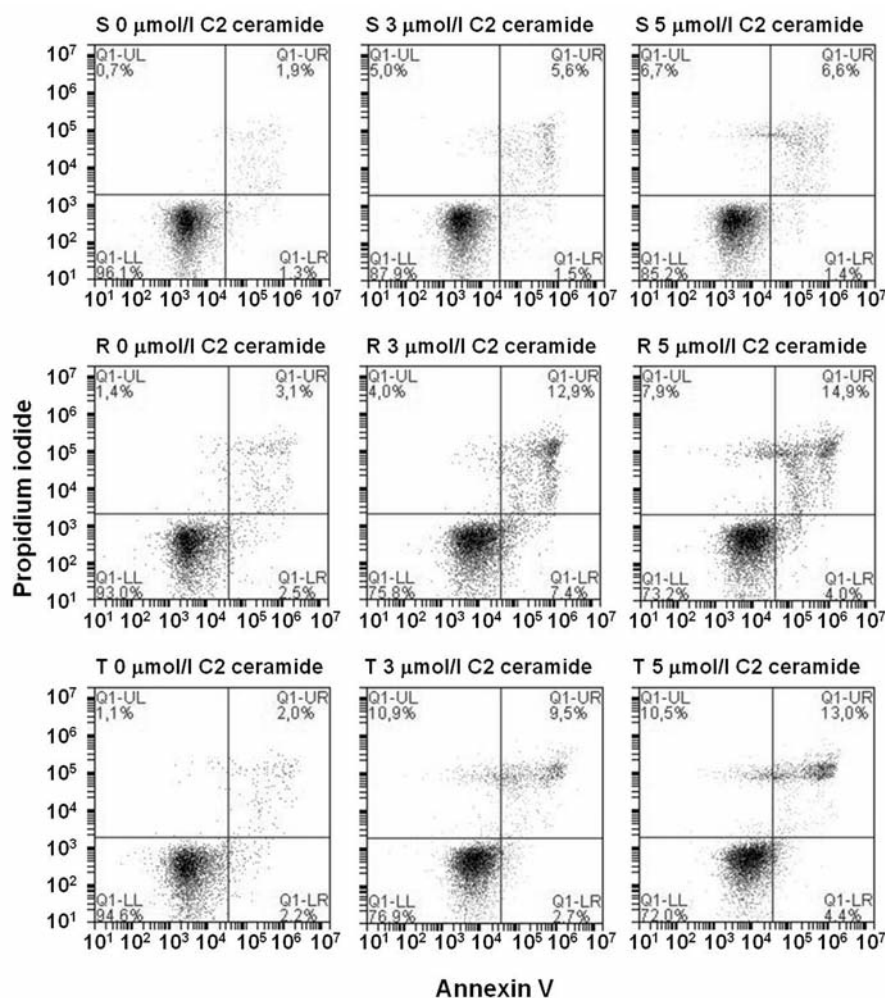 S 0 µmol/l C2 ceramide S 3 µmol/l C2 ceramide S 5 µmol/l C2 ceramide
10⁷ Q1-UL Q1-UR Q1-UL Q1-UR Q1-UL Q1-UR
0,7% 1,9% 5,0% 5,6% 6,7% 6,6%
10⁶
10⁵
10⁴
10³
10²
Q1-LL Q1-LR Q1-LL Q1-LR Q1-LL Q1-LR
10¹ 96.1% 1.3% 87.9% 1.5% 85.2% 1.4%
10¹ 10² 10³ 10⁴ 10⁵ 10⁶ 10⁷ 10¹ 10² 10³ 10⁴ 10⁵ 10⁶ 10⁷ 10¹ 10² 10³ 10⁴ 10⁵ 10⁶ 10⁷
R 0 µmol/l C2 ceramide R 3 µmol/l C2 ceramide R 5 µmol/l C2 ceramide
10⁷ Q1-UL Q1-UR Q1-UL Q1-UR Q1-UL Q1-UR
1,4% 3,1% 4,0% 12,9% 7,9% 14,9%
10⁶
10⁵
10⁴
10³
10²
Q1-LL Q1-LR Q1-LL Q1-LR Q1-LL Q1-LR
10¹ 93.0% 2.5% 75.8% 7.4% 73.2% 4.0%
10¹ 10² 10³ 10⁴ 10⁵ 10⁶ 10⁷ 10¹ 10² 10³ 10⁴ 10⁵ 10⁶ 10⁷ 10¹ 10² 10³ 10⁴ 10⁵ 10⁶ 10⁷
Propidium iodide
T 0 µmol/l C2 ceramide T 3 µmol/l C2 ceramide T 5 µmol/l C2 ceramide
10⁷ Q1-UL Q1-UR Q1-UL Q1-UR Q1-UL Q1-UR
1,1% 2,0% 10,9% 9,5% 10,5% 13,0%
10⁶
10⁵
10⁴
10³
10²
Q1-LL Q1-LR Q1-LL Q1-LR Q1-LL Q1-LR
10¹ 94.6% 2.2% 76.9% 2.7% 72.0% 4.4%
10¹ 10² 10³ 10⁴ 10⁵ 10⁶ 10⁷ 10¹ 10² 10³ 10⁴ 10⁵ 10⁶ 10⁷ 10¹ 10² 10³ 10⁴ 10⁵ 10⁶ 10⁷
Annexin V